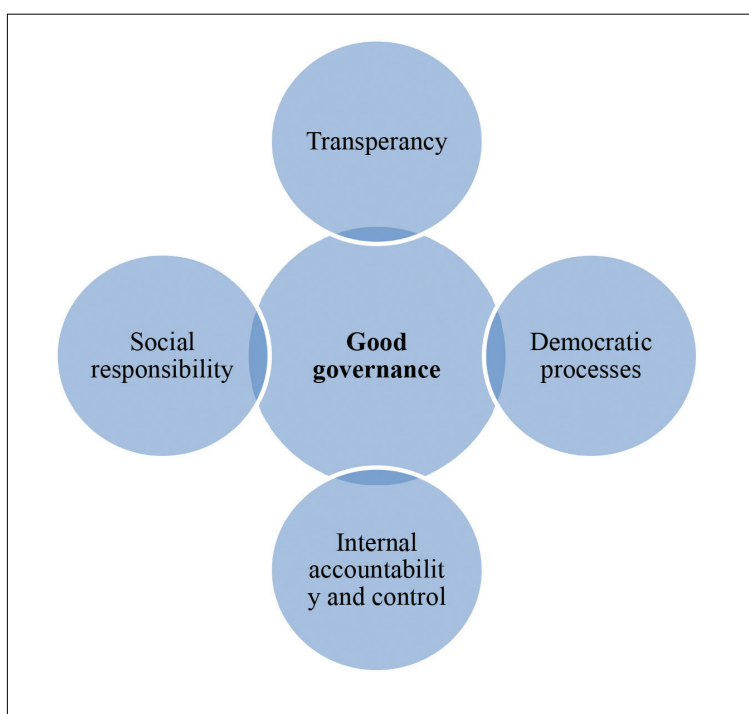 Transperancy
Social
responsibility
Good
governance
Democratic
processes
Internal
accountabilit
y and control